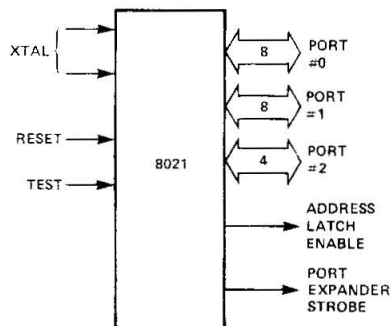 XTAL
RESET
TEST
8021
8
PORT
#0
8
PORT
#1
4
PORT
#2
ADDRESS
LATCH
ENABLE
PORT
EXPANDER
STROBE